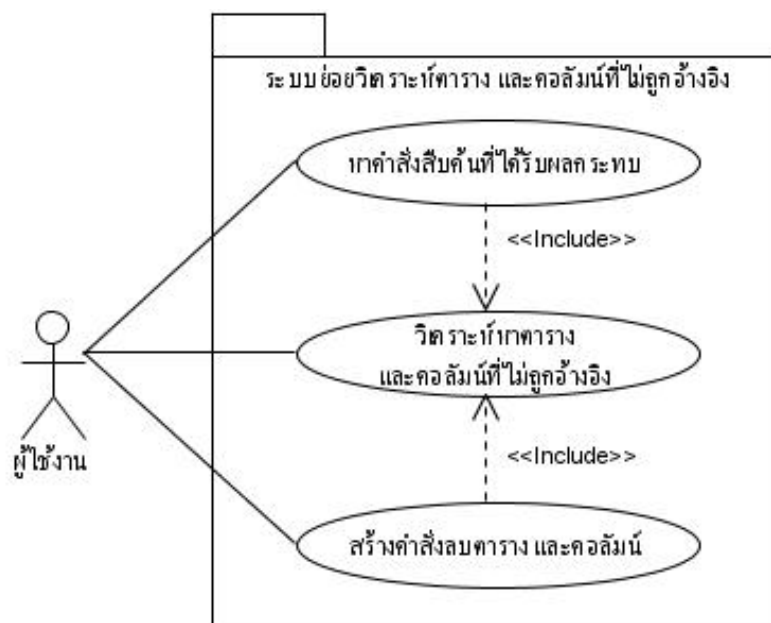 ระบบย่อยวิเคราะห์ตาราง และคอลัมน์ที่ไม่ถูกอ้างอิง
หาคำสั่งสืบค้นที่ได้รับผลกระทบ
<<Include>>
วิเคราะห์หาตาราง
และคอลัมน์ที่ไม่ถูกอ้างอิง
ผู้ใช้งาน
<<Include>>
สร้างคำสั่งลบตาราง และคอลัมน์